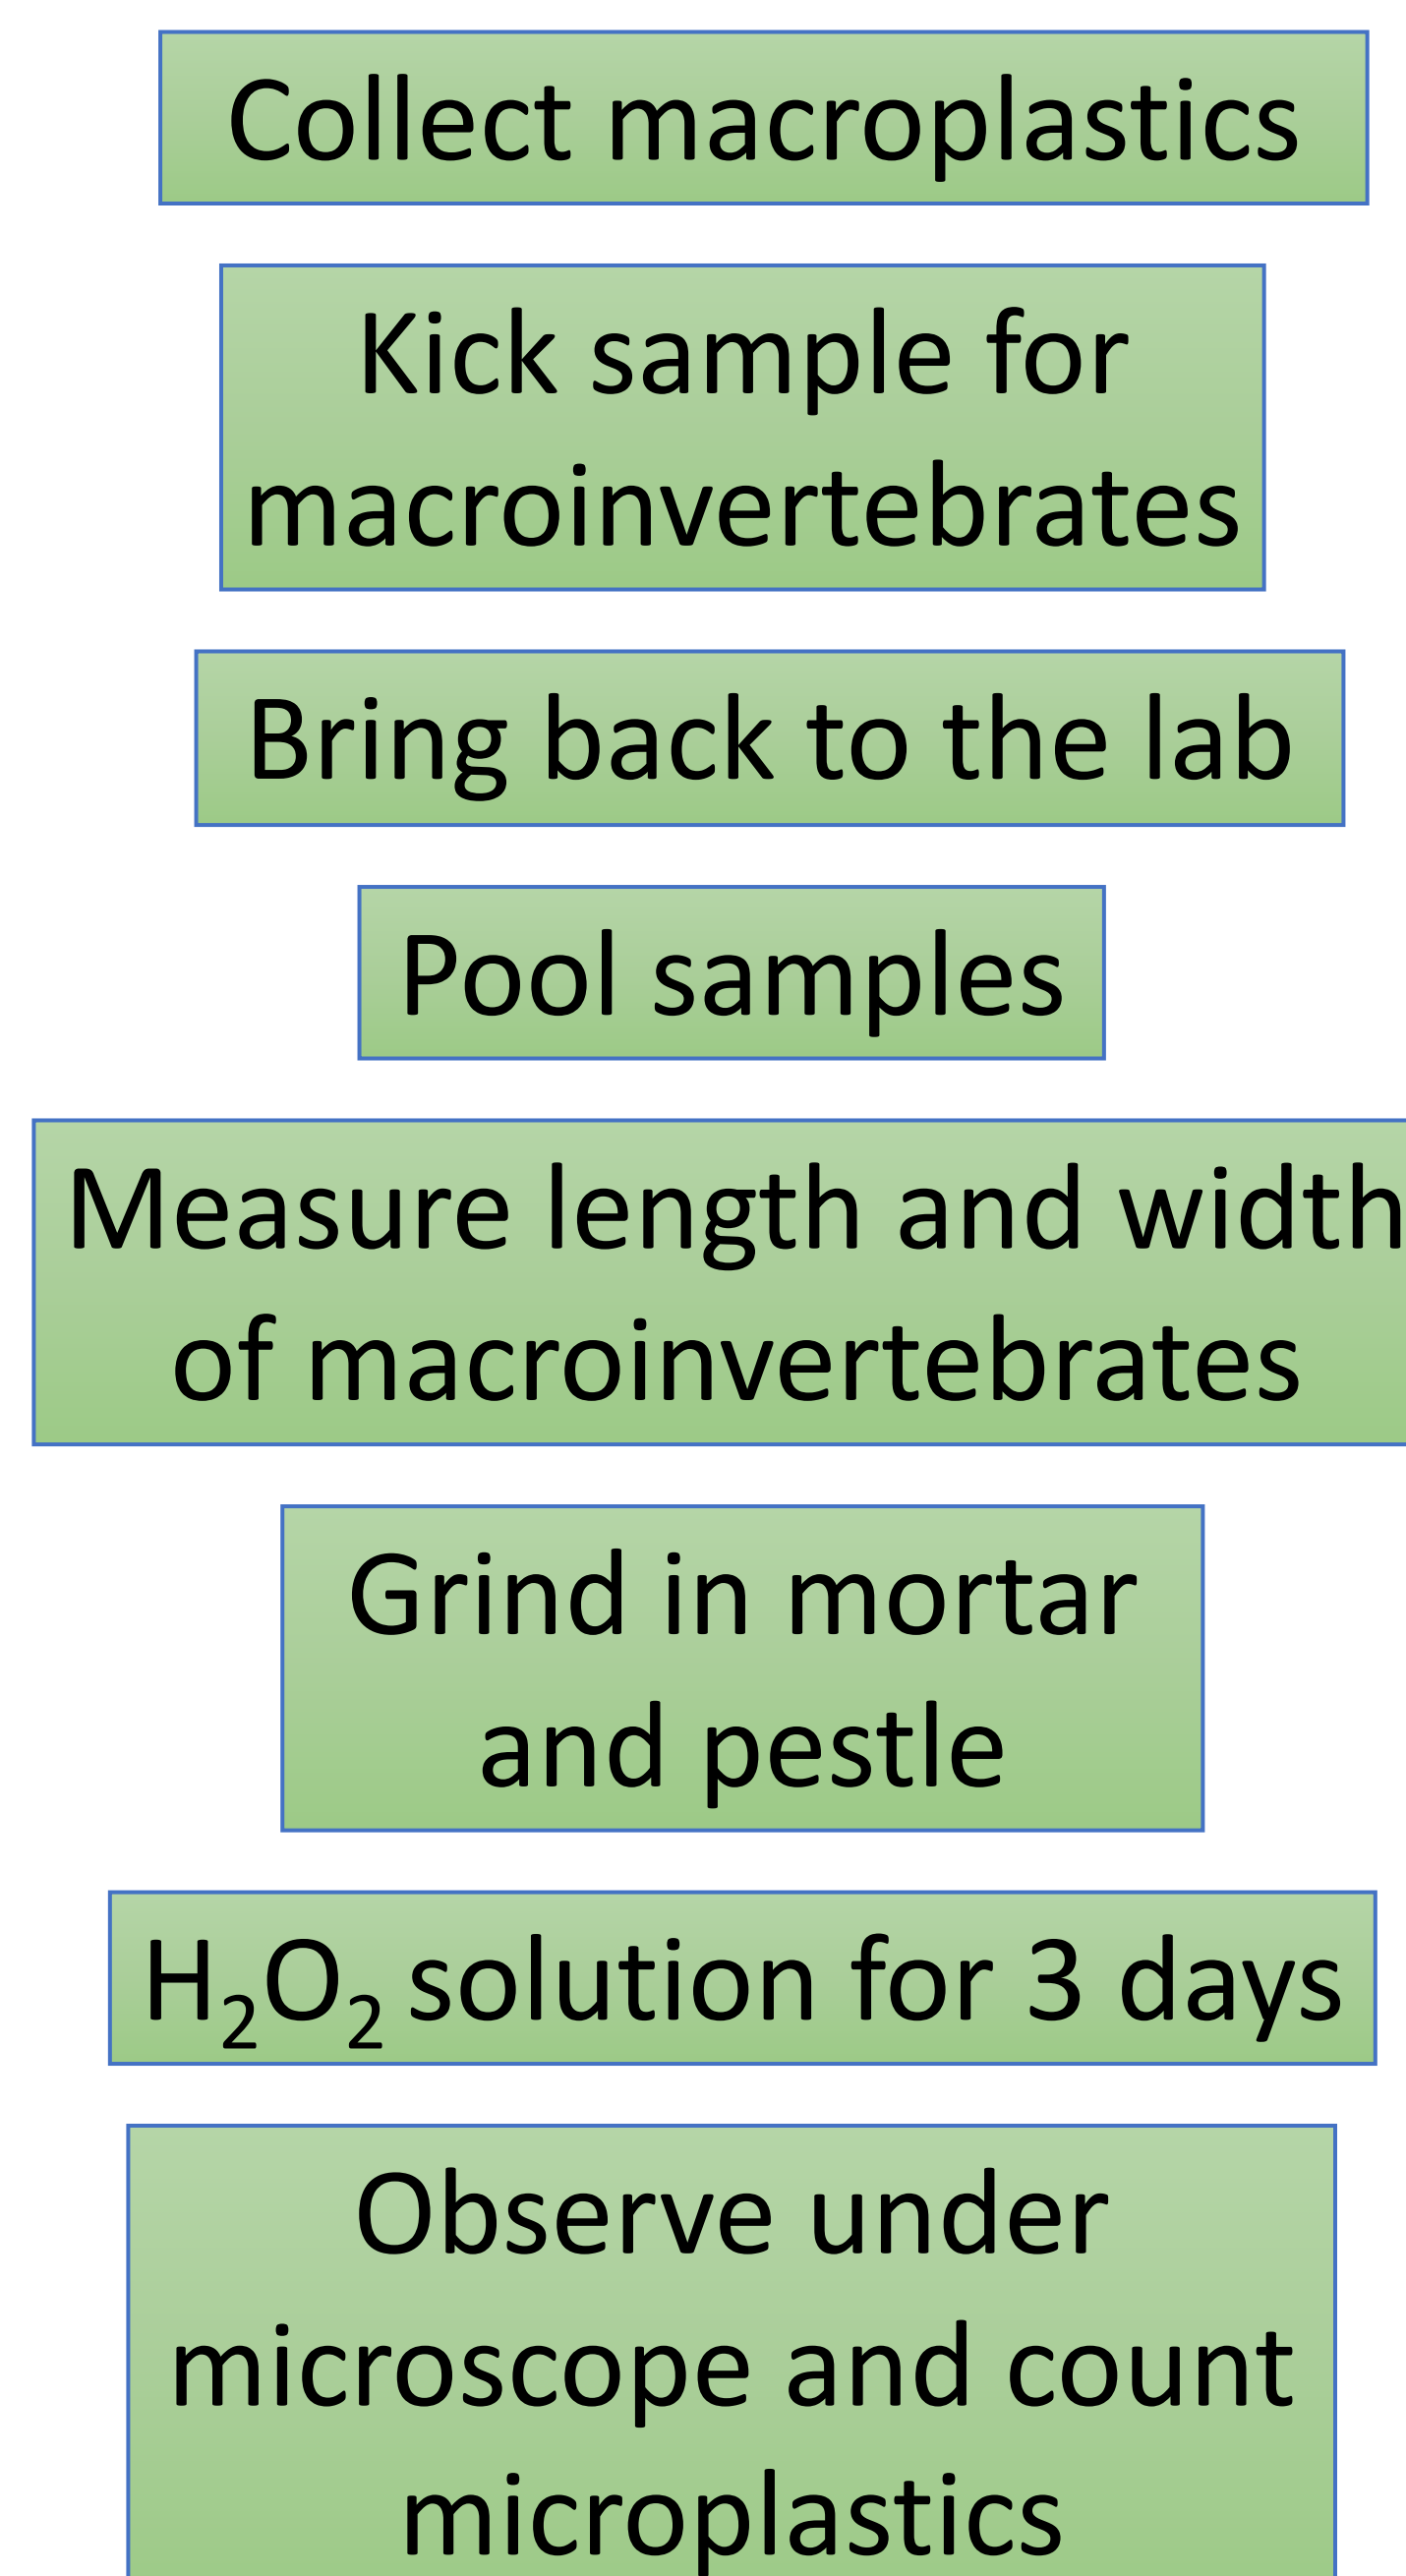 Collect macroplastics
Kick sample for
macroinvertebrates
Bring back to the lab
Pool samples
Measure length and width
of macroinvertebrates
Grind in mortar
and pestle
H₂O₂ solution for 3 days
Observe under
microscope and count
microplastics